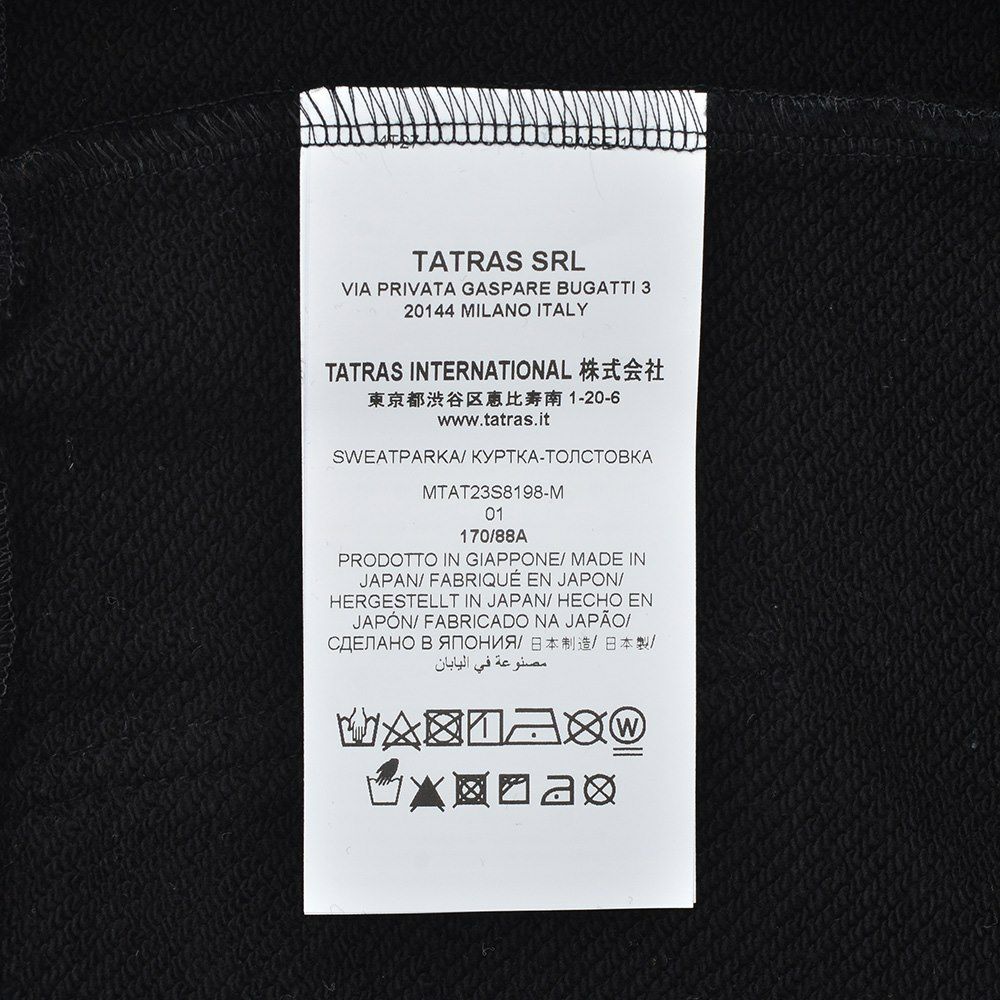 4T27 PAGE 1
TATRAS SRL
VIA PRIVATA GASPARE BUGATTI 3
20144 MILANO ITALY
TATRAS INTERNATIONAL 株式会社
東京都渋谷区恵比寿南 1-20-6
www.tatras.it
SWEATPARKA/ КУРТКА-ТОЛСТОВКА
MTAT23S8198-M
01
170/88A
PRODOTTO IN GIAPPONE/ MADE IN
JAPAN/ FABRIQUÉ EN JAPON/
HERGESTELLT IN JAPAN/ HECHO EN
JAPÓN/ FABRICADO NA JAPÃO/
СДЕЛАНО В ЯПОНИЯ/ 日本制造/ 日本製/
مصنوعة في اليابان
W